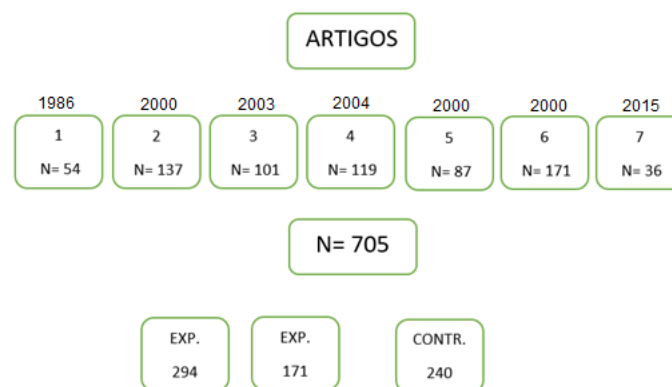 ARTIGOS
1986 2000 2003 2004 2000 2000 2015
1 2 3 4 5 6 7
N= 54 N= 137 N= 101 N= 119 N= 87 N= 171 N= 36
N= 705
EXP. EXP. CONTR.
294 171 240